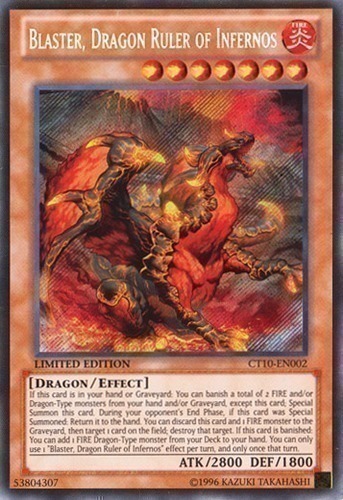 BLASTER, DRAGON RULER OF INFERNOS
FIRE
炎
LIMITED EDITION
CT10-EN002
[DRAGON/EFFECT]
If this card is in your hand or Graveyard: You can banish a total of 2 FIRE and/or
Dragon-Type monsters from your hand and/or Graveyard, except this card; Special
Summon this card. During your opponent's End Phase, if this card was Special
Summoned: Return it to the hand. You can discard this card and 1 FIRE monster to the
Graveyard, then target 1 card on the field; destroy that target. If this card is banished:
You can add 1 FIRE Dragon-Type monster from your Deck to your hand. You can only
use 1 "Blaster, Dragon Ruler of Infernos" effect per turn, and only once that turn.
ATK/2800 DEF/1800
53804307
©1996 KAZUKI TAKAHASHI